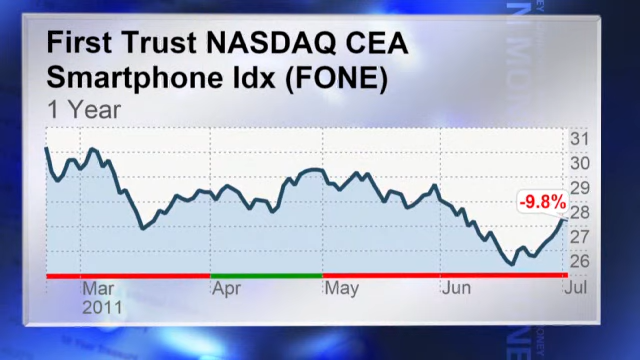 First Trust NASDAQ CEA
Smartphone Idx (FONE)
1 Year
31
30
29
-9.8%
28
27
26
Mar
Apr
May
Jun
Jul
2011